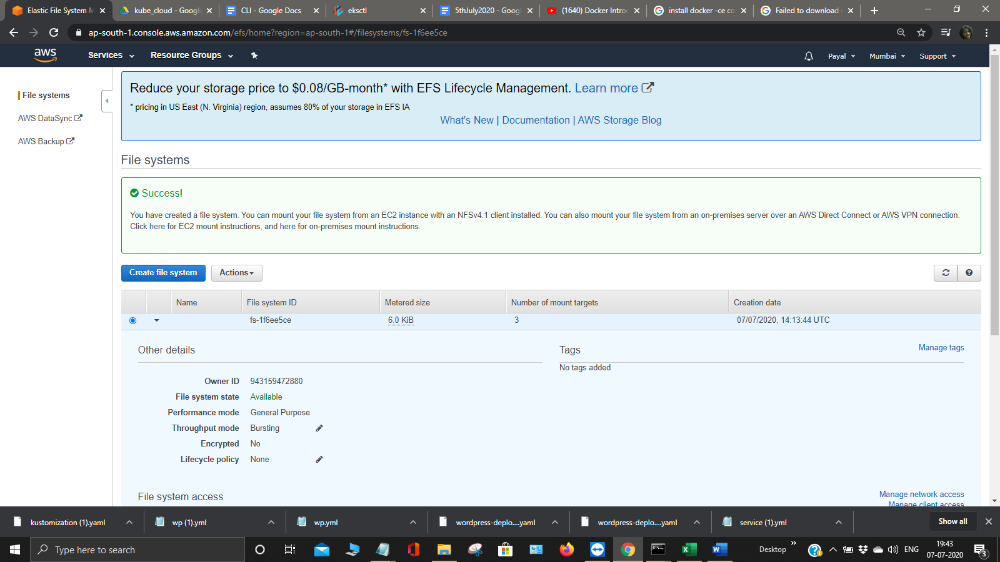 Elastic File System M
kube_cloud - Googl
CLI - Google Docs
eksctl
5thJuly2020 - Goog
(1640) Docker Introd
install docker -ce co
Failed to download
ap-south-1.console.aws.amazon.com/efs/home?region=ap-south-1#/filesystems/fs-1f6ee5ce
aws
Services
Resource Groups
Payal
Mumbai
Support
File systems
AWS DataSync
AWS Backup
Reduce your storage price to $0.08/GB-month* with EFS Lifecycle Management. Learn more
* pricing in US East (N. Virginia) region, assumes 80% of your storage in EFS IA
What's New | Documentation | AWS Storage Blog
File systems
Success!
You have created a file system. You can mount your file system from an EC2 instance with an NFSv4.1 client installed. You can also mount your file system from an on-premises server over an AWS Direct Connect or AWS VPN connection.
Click here for EC2 mount instructions, and here for on-premises mount instructions.
Create file system
Actions
Name
File system ID
Metered size
Number of mount targets
Creation date
fs-1f6ee5ce
6.0 KiB
3
07/07/2020, 14:13:44 UTC
Other details
Owner ID 943159472880
File system state Available
Performance mode General Purpose
Throughput mode Bursting
Encrypted No
Lifecycle policy None
Tags
Manage tags
No tags added
File system access
Manage network access
Manage client access
kustomization (1).yaml
wp (1).yml
wp.yml
wordpress-deplo....yaml
wordpress-deplo....yaml
service (1).yml
Show all
Type here to search
Desktop
ENG
19:43
07-07-2020
3